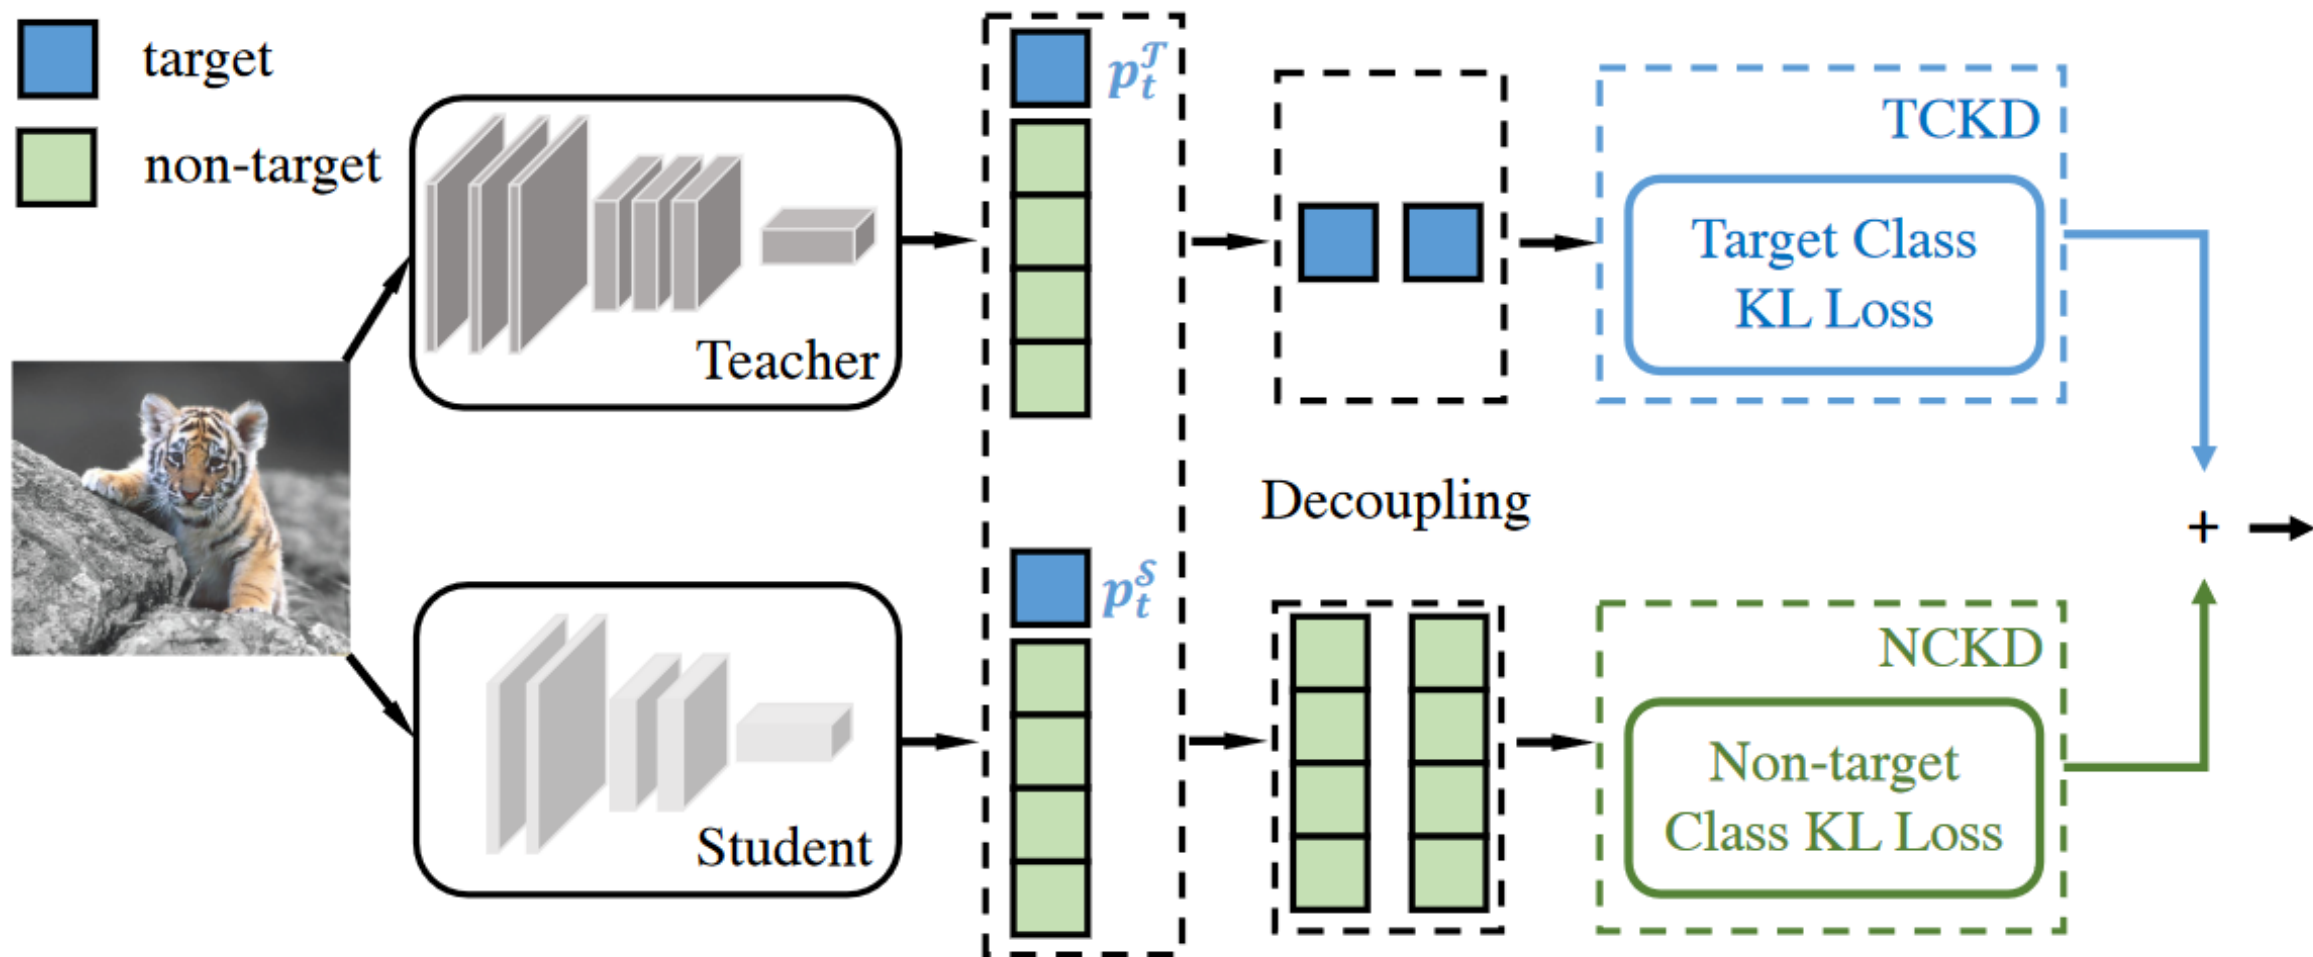 target
non-target
Teacher
Student
p_t^𝒯
p_t^𝒮
Decoupling
TCKD
Target Class
KL Loss
NCKD
Non-target
Class KL Loss
+